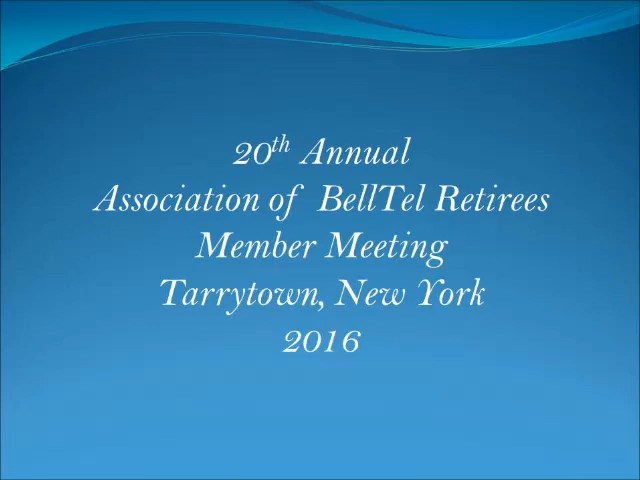 20th Annual
Association of BellTel Retirees
Member Meeting
Tarrytown, New York
2016